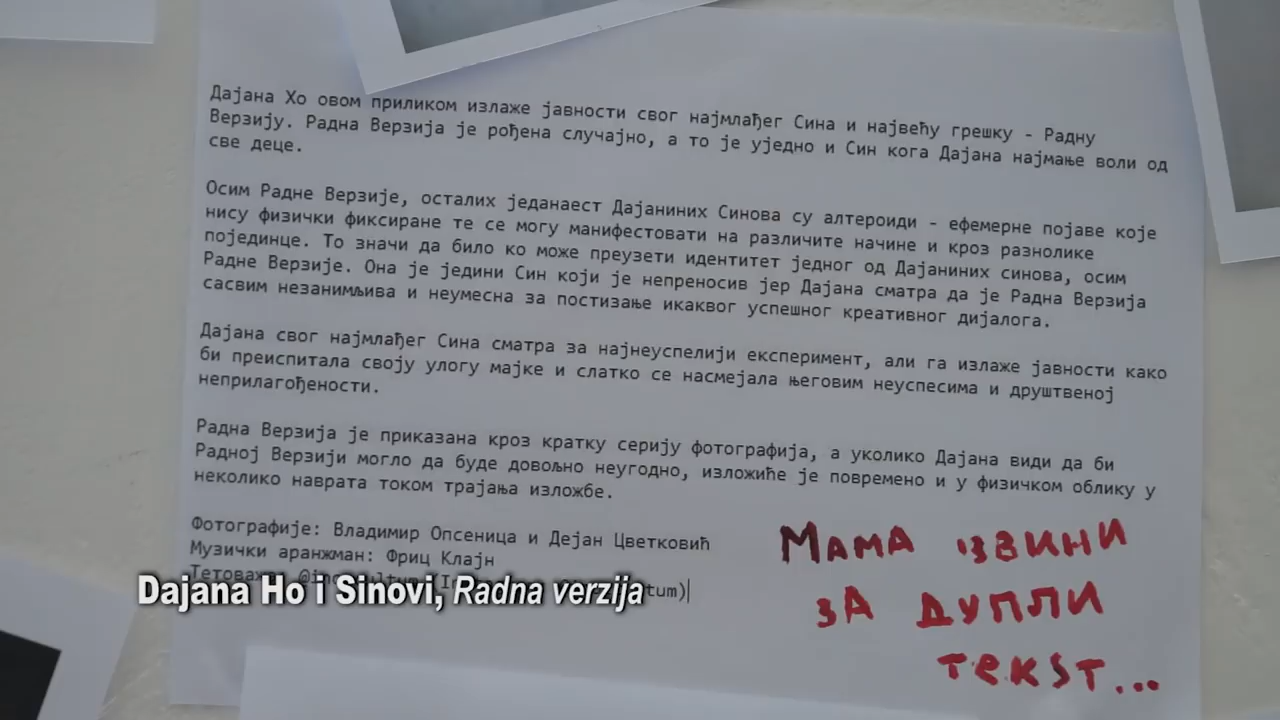 Дајана Хо овом приликом излаже јавности свог најмлађег Сина и највећу грешку - Радну
Верзију. Радна Верзија је рођена случајно, а то је уједно и Син кога Дајана најмање воли од
све деце.
Осим Радне Верзије, осталих једанаест Дајаниних Синова су алтероиди - ефемерне појаве које
нису физички фиксиране те се могу манифестовати на различите начине и кроз разнолике
појединце. То значи да било ко може преузети идентитет једног од Дајаниних синова, осим
Радне Верзије. Она је једини Син који је непреносив јер Дајана сматра да је Радна Верзија
сасвим незанимљива и неумесна за постизање икаквог успешног креативног дијалога.
Дајана свог најмлађег Сина сматра за најнеуспелији експеримент, али га излаже јавности како
би преиспитала своју улогу мајке и слатко се насмејала његовим неуспесима и друштвеној
неприлагођености.
Радна Верзија је приказана кроз кратку серију фотографија, а уколико Дајана види да би
Радној Верзији могло да буде довољно неугодно, изложиће је повремено и у физичком облику у
неколико наврата током трајања изложбе.
Фотографије: Владимир Опсеница и Дејан Цветковић
Музички аранжман: Фриц Клајн
Dajana Ho i Sinovi, Radna verzija
МАМА ИЗВИНИ
ЗА ДУПЛИ
ТЕКSТ...